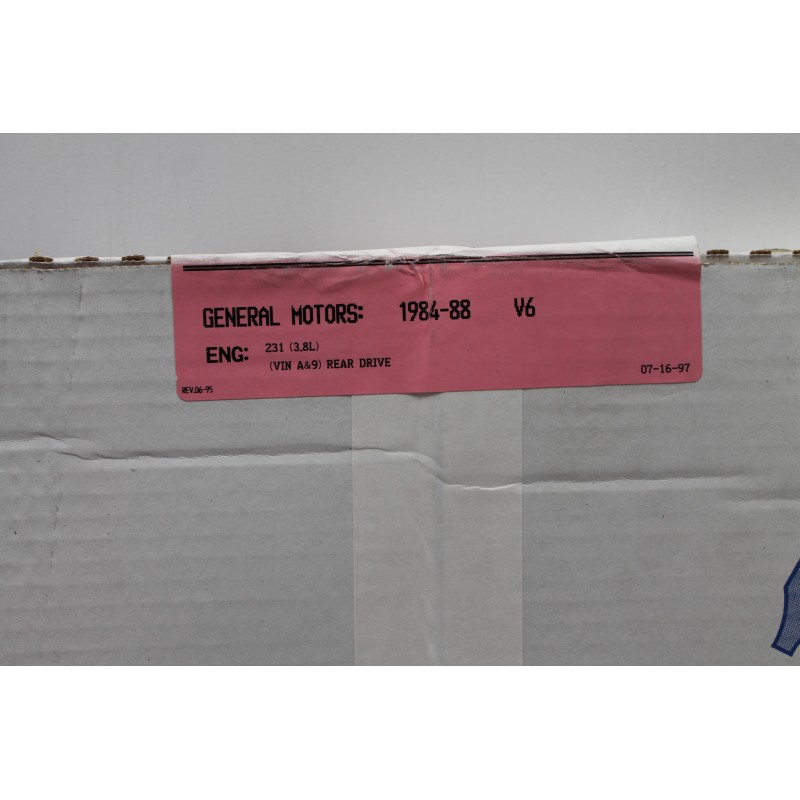 GENERAL MOTORS: 1984-88 V6
ENG: 231 (3.8L)
(VIN A&9) REAR DRIVE
07-16-97
REV.06-95